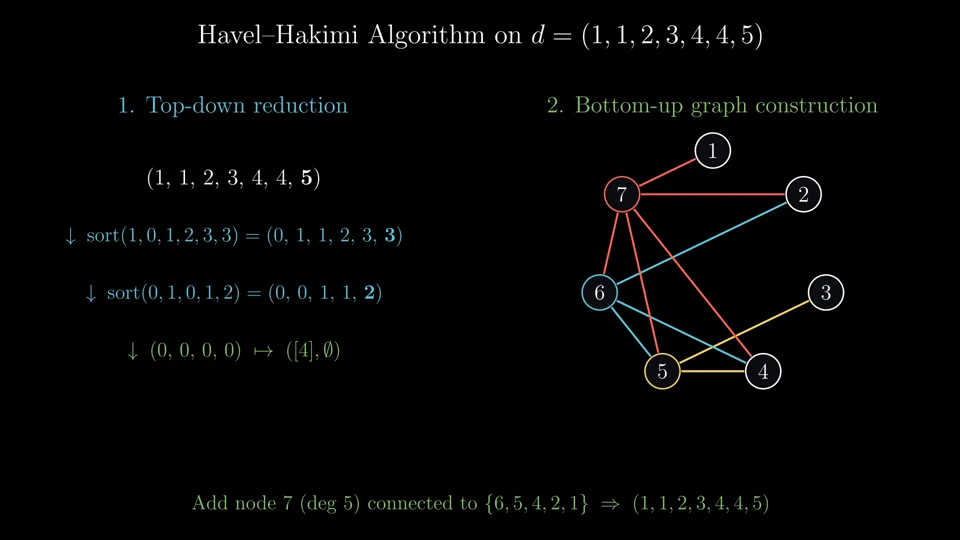 Havel–Hakimi Algorithm on d = (1, 1, 2, 3, 4, 4, 5)
1. Top-down reduction
(1, 1, 2, 3, 4, 4, 5)
↓ sort(1, 0, 1, 2, 3, 3) = (0, 1, 1, 2, 3, 3)
↓ sort(0, 1, 0, 1, 2) = (0, 0, 1, 1, 2)
↓ (0, 0, 0, 0) ↦ ([4], ∅)
2. Bottom-up graph construction
1
7
2
6
3
5
4
Add node 7 (deg 5) connected to {6, 5, 4, 2, 1} ⇒ (1, 1, 2, 3, 4, 4, 5)